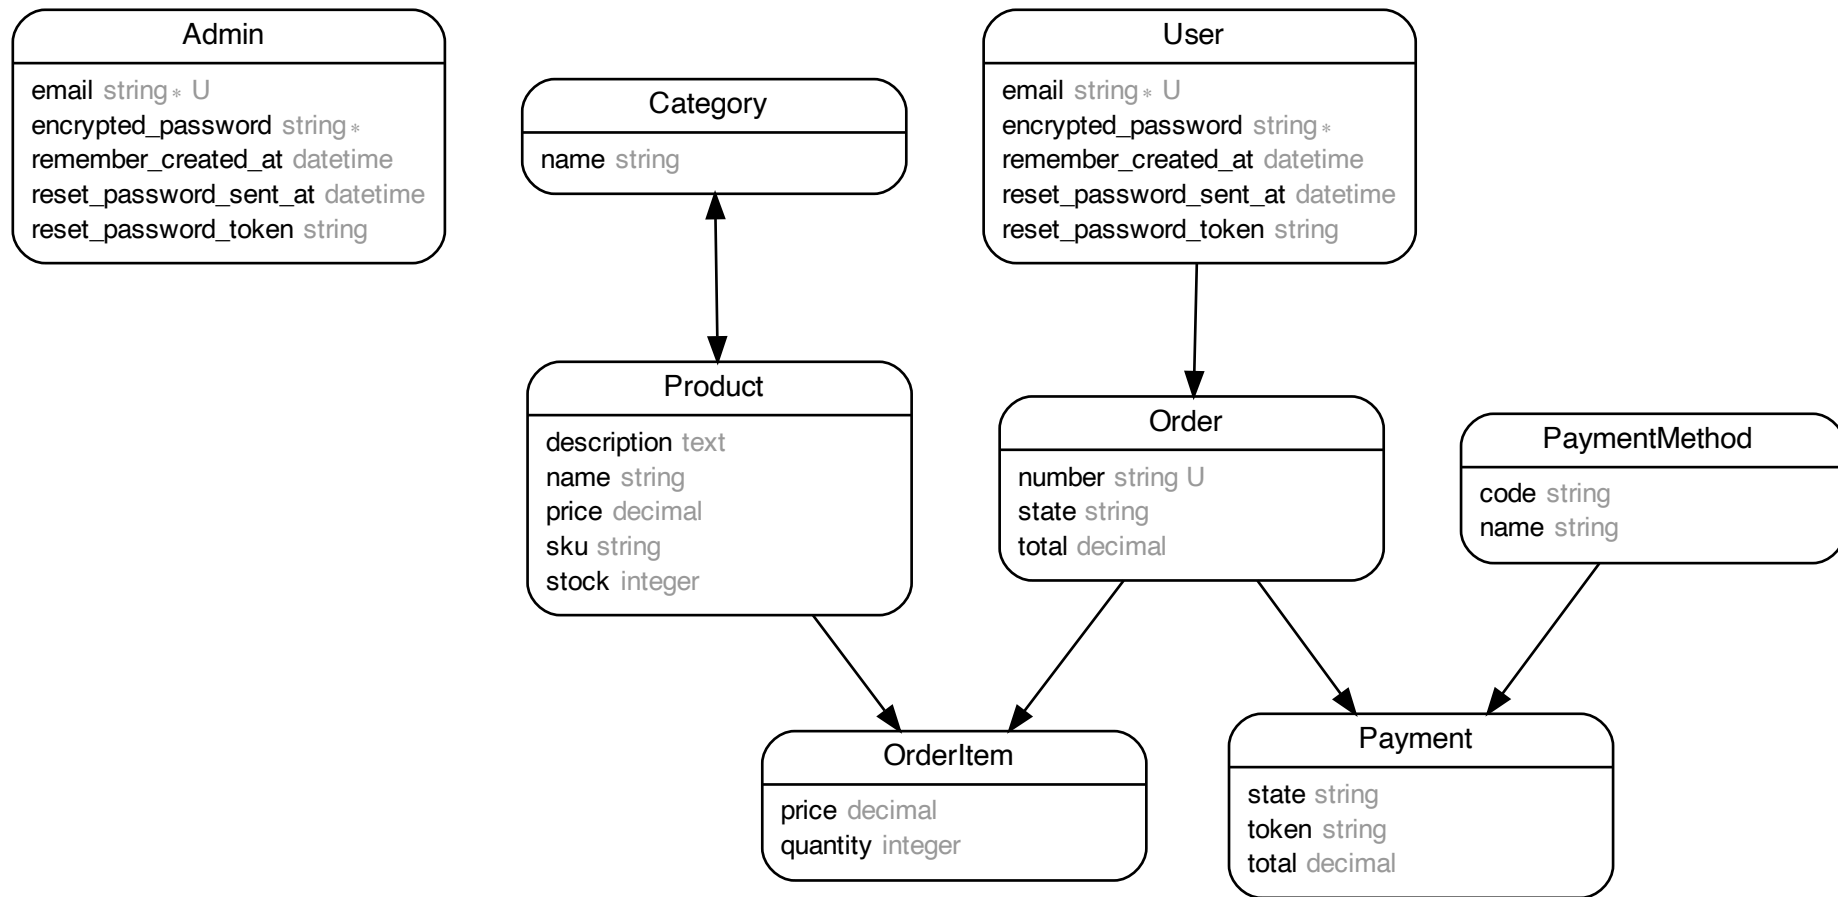 Admin
email string* U
encrypted_password string*
remember_created_at datetime
reset_password_sent_at datetime
reset_password_token string
Category
name string
User
email string* U
encrypted_password string*
remember_created_at datetime
reset_password_sent_at datetime
reset_password_token string
Product
description text
name string
price decimal
sku string
stock integer
Order
number string U
state string
total decimal
PaymentMethod
code string
name string
OrderItem
price decimal
quantity integer
Payment
state string
token string
total decimal